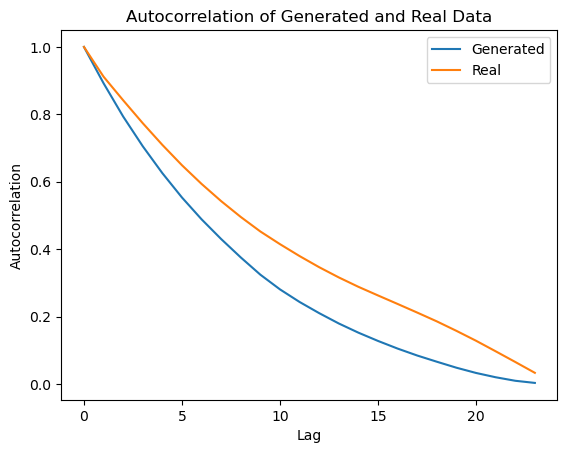 Autocorrelation of Generated and Real Data
Generated
Real
Autocorrelation
1.0
0.8
0.6
0.4
0.2
0.0
0 5 10 15 20
Lag